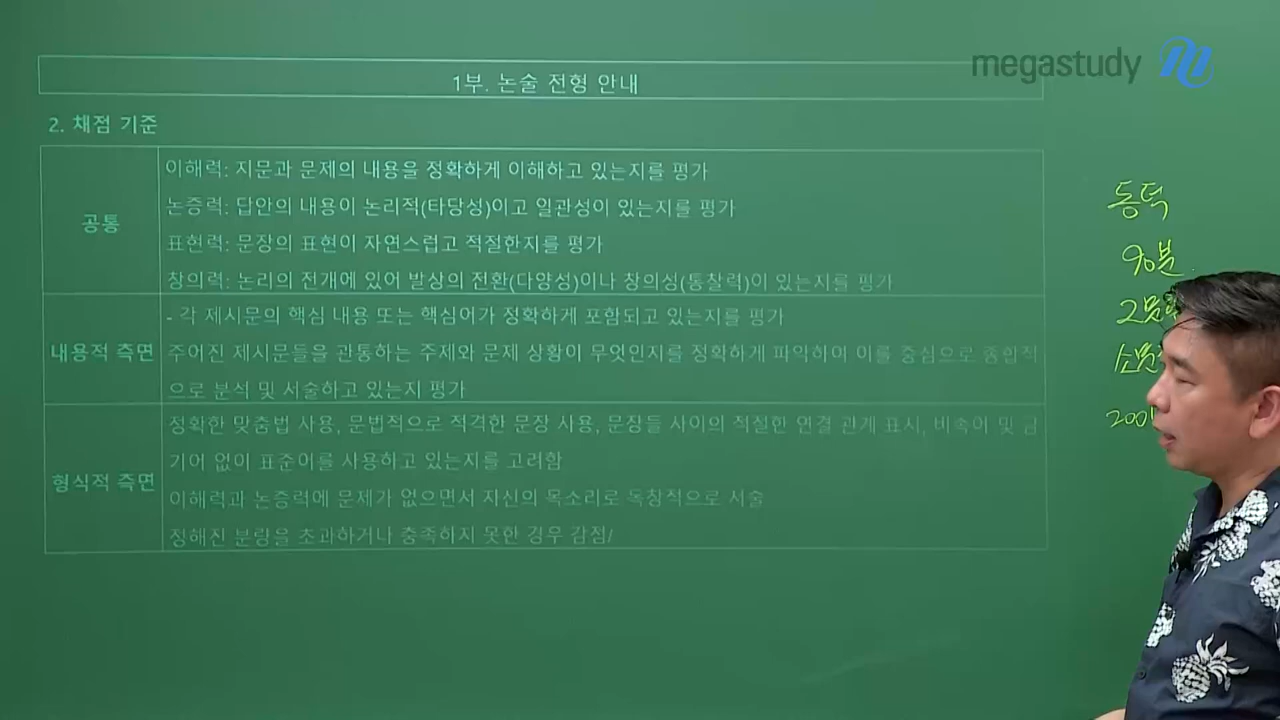 megastudy
1부. 논술 전형 안내
2. 채점 기준
공통
이해력: 지문과 문제의 내용을 정확하게 이해하고 있는지를 평가
논증력: 답안의 내용이 논리적(타당성)이고 일관성이 있는지를 평가
표현력: 문장의 표현이 자연스럽고 적절한지를 평가
창의력: 논리의 전개에 있어 발상의 전환(다양성)이나 창의성(통찰력)이 있는지를 평가
내용적 측면
- 각 제시문의 핵심 내용 또는 핵심어가 정확하게 포함되고 있는지를 평가
주어진 제시문들을 관통하는 주제와 문제 상황이 무엇인지를 정확하게 파악하여 이를 중심으로 종합적
으로 분석 및 서술하고 있는지 평가
형식적 측면
정확한 맞춤법 사용, 문법적으로 적격한 문장 사용, 문장들 사이의 적절한 연결 관계 표시, 비속어 및 금
기어 없이 표준어를 사용하고 있는지를 고려함
이해력과 논증력에 문제가 없으면서 자신의 목소리로 독창적으로 서술
정해진 분량을 초과하거나 충족하지 못한 경우 감점/
동덕
90분